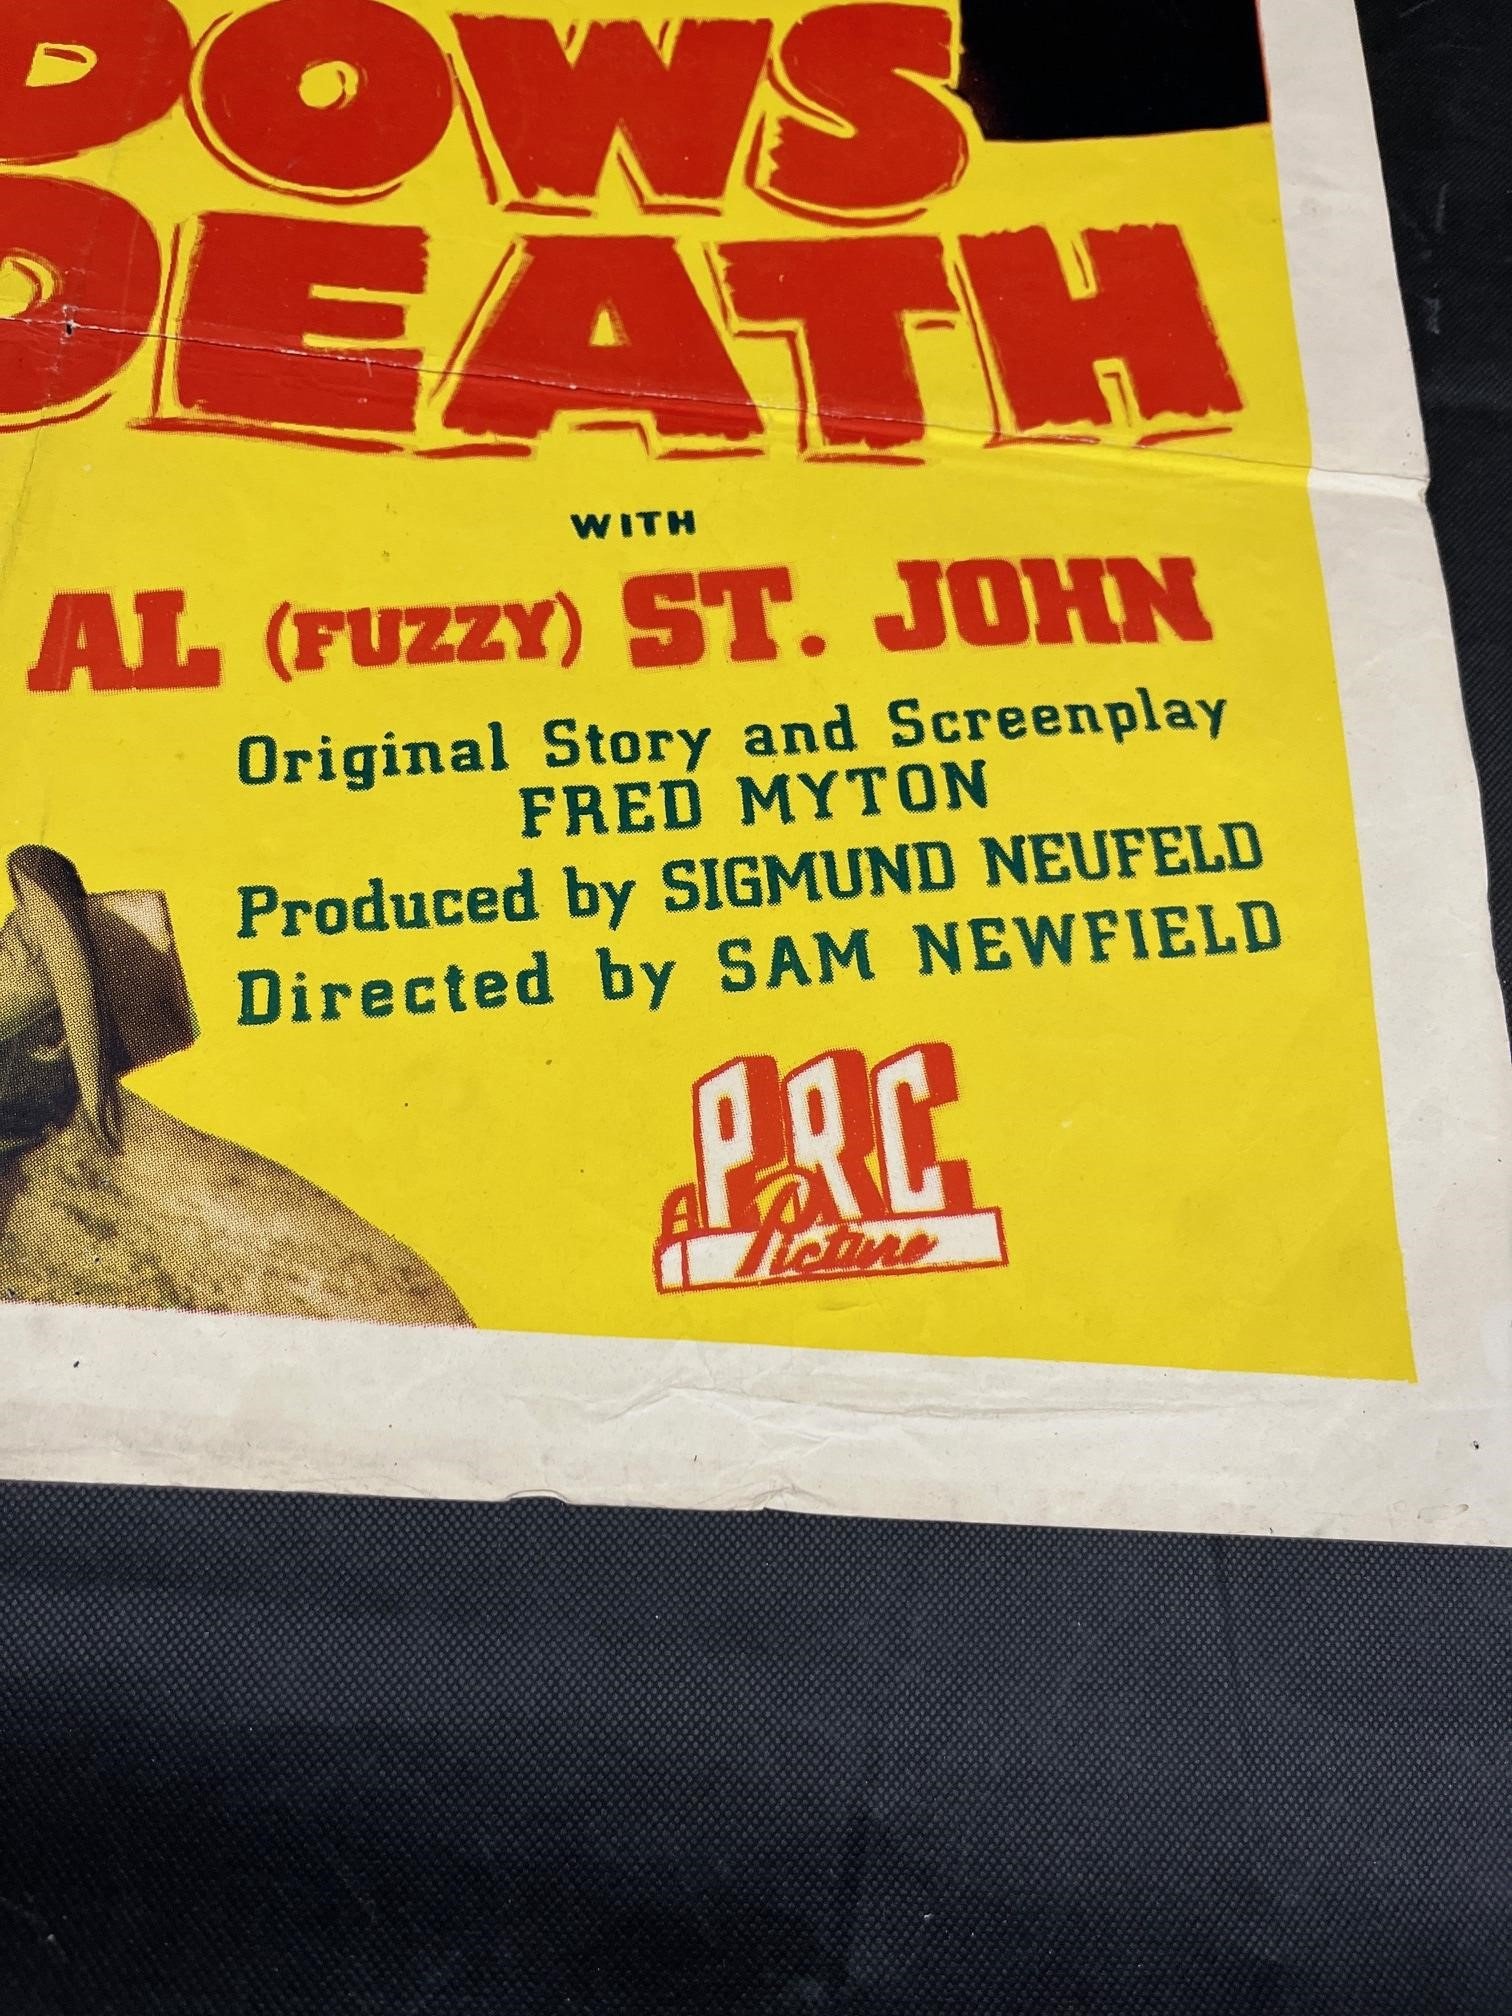 DOWS
DEATH
WITH
AL (FUZZY) ST. JOHN
Original Story and Screenplay
FRED MYTON
Produced by SIGMUND NEUFELD
Directed by SAM NEWFIELD
A PRC
Picture